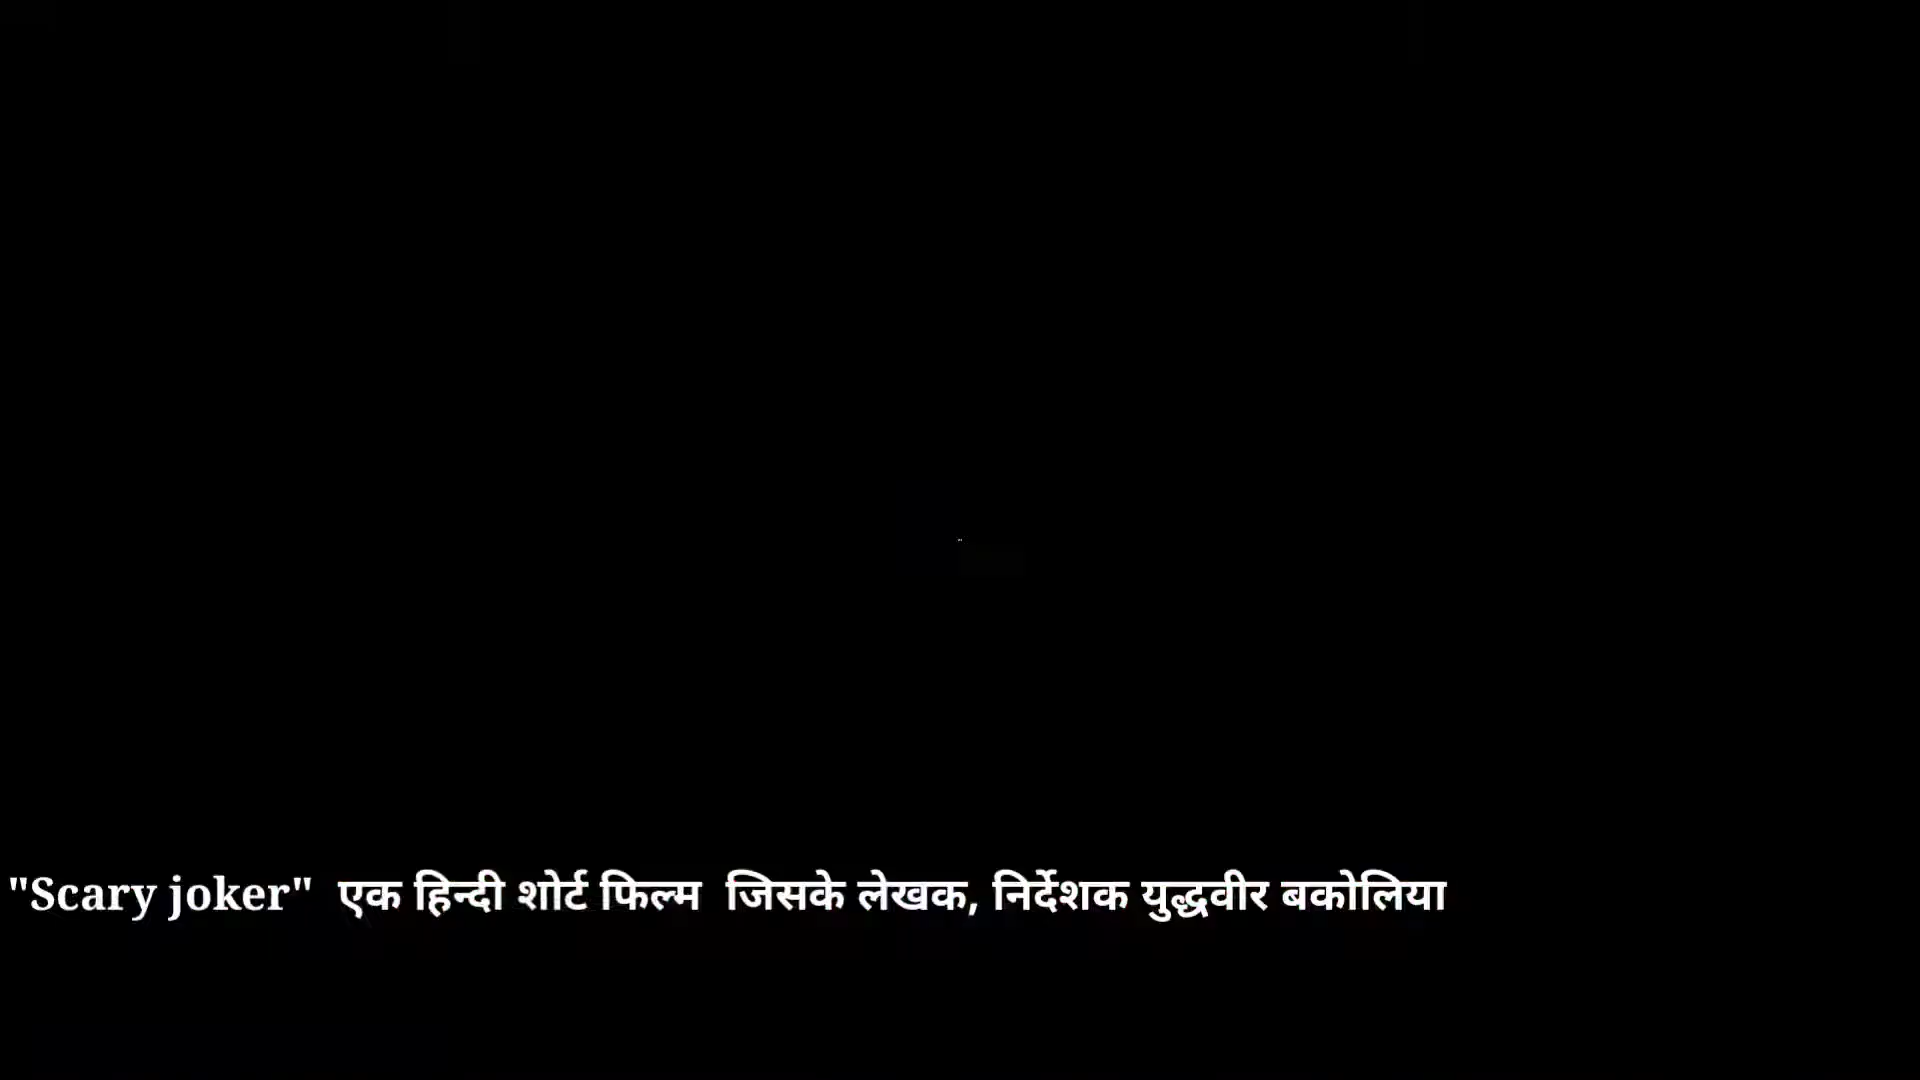 "Scary joker"  एक हिन्दी शोर्ट फिल्म  जिसके लेखक, निर्देशक युद्धवीर बकोलिया